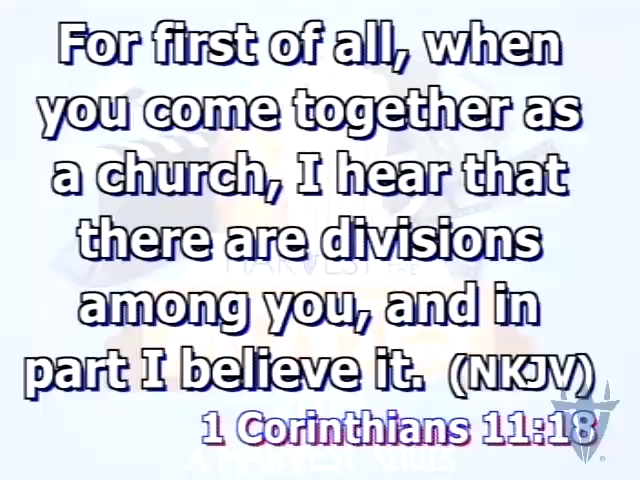 For first of all, when
you come together as
a church, I hear that
there are divisions
among you, and in
part I believe it. (NKJV)
1 Corinthians 11:18